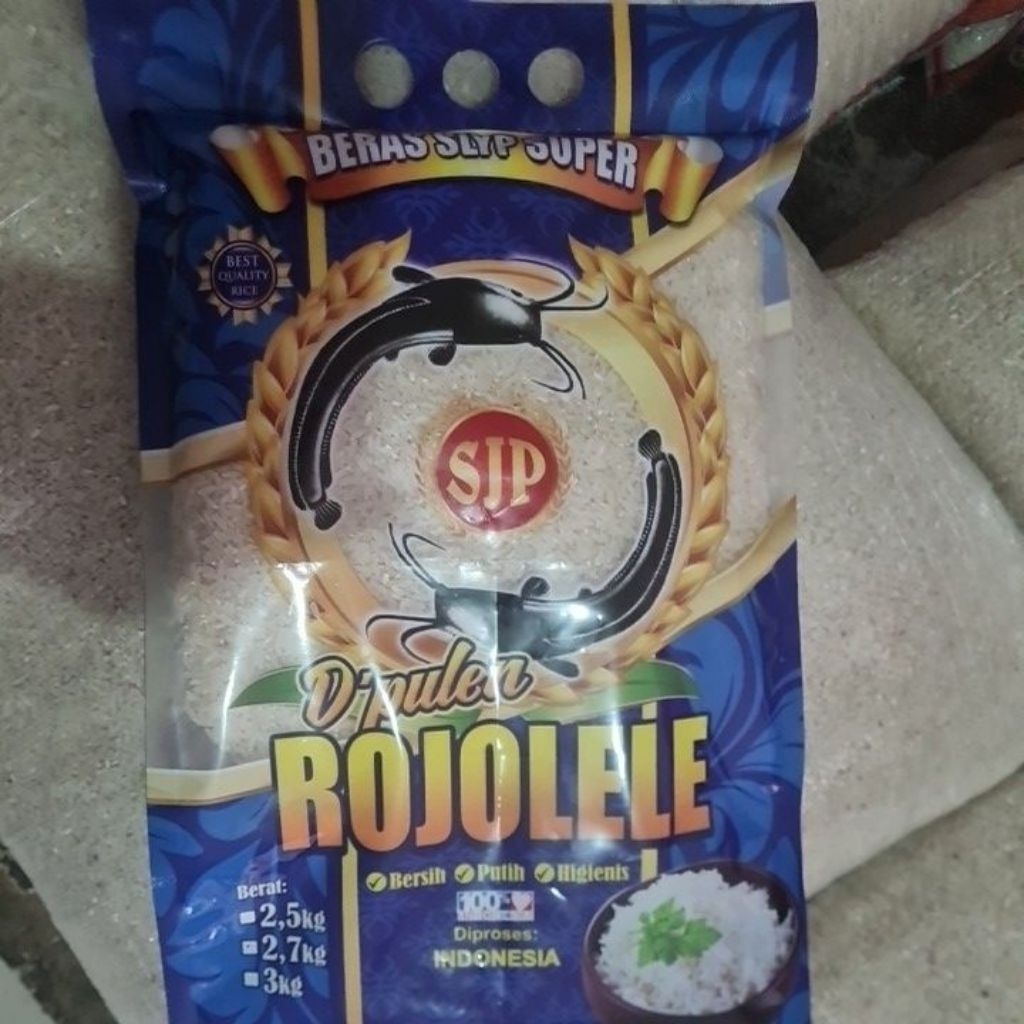 BERAS SLYP SUPER
BEST
QUALITY
RICE
SJP
D'pulen
ROJOLELE
Bersih Putih Higienis
Berat:
2,5kg
2,7kg
3kg
100%
Diproses:
INDONESIA